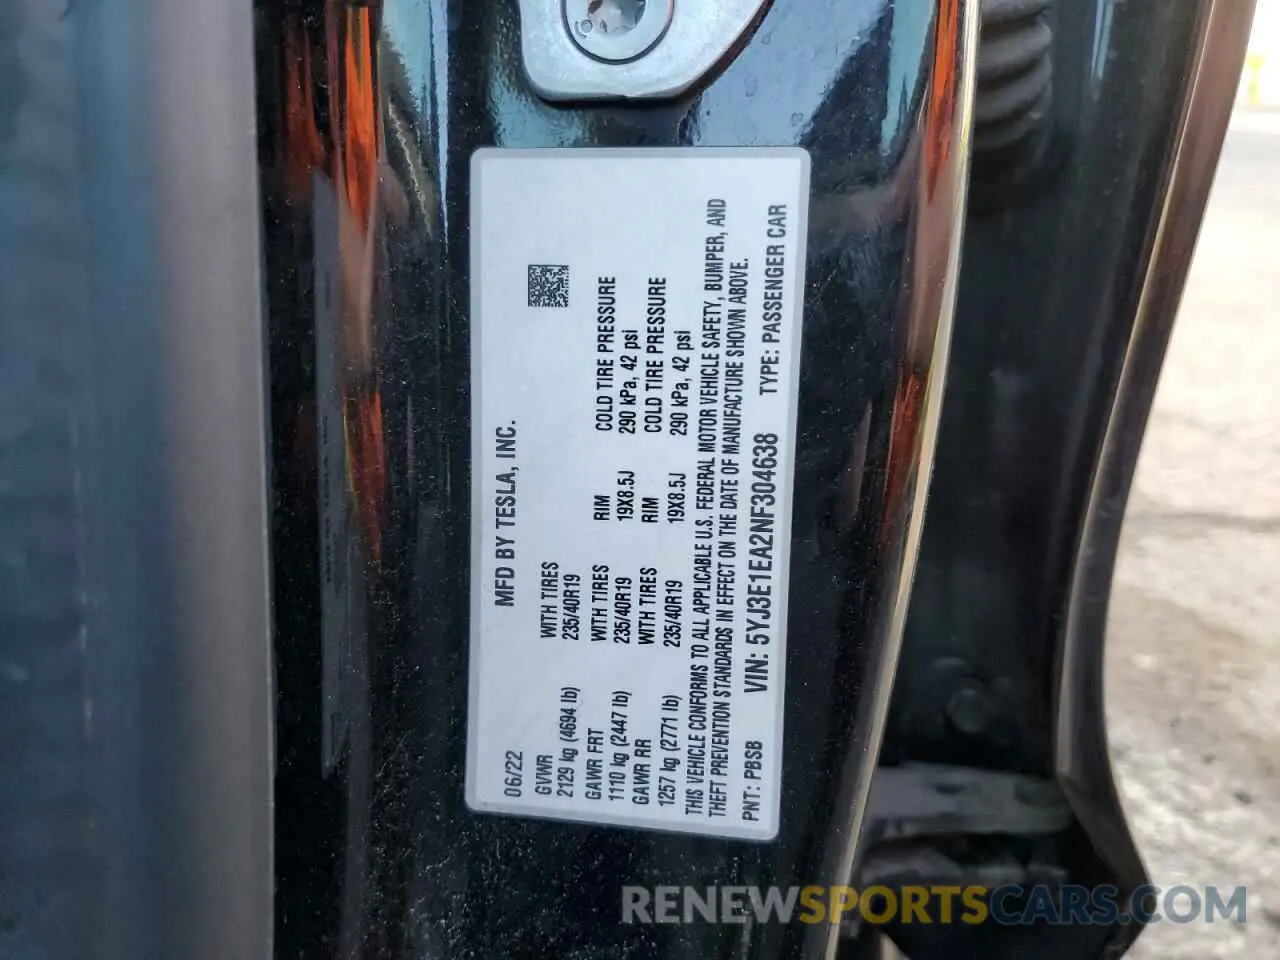 MFD BY TESLA, INC.
06/22
GVWR
2129 kg (4694 lb)
WITH TIRES
235/40R19
GAWR FRT
1110 kg (2447 lb)
WITH TIRES
235/40R19
RIM
19X8.5J
COLD TIRE PRESSURE
290 kPa, 42 psi
GAWR RR
1257 kg (2771 lb)
WITH TIRES
235/40R19
RIM
19X8.5J
COLD TIRE PRESSURE
290 kPa, 42 psi
THIS VEHICLE CONFORMS TO ALL APPLICABLE U.S. FEDERAL MOTOR VEHICLE SAFETY, BUMPER, AND
THEFT PREVENTION STANDARDS IN EFFECT ON THE DATE OF MANUFACTURE SHOWN ABOVE.
PNT: PBSB VIN: 5YJ3E1EA2NF304638 TYPE: PASSENGER CAR
RENEWSPORTSCARS.COM